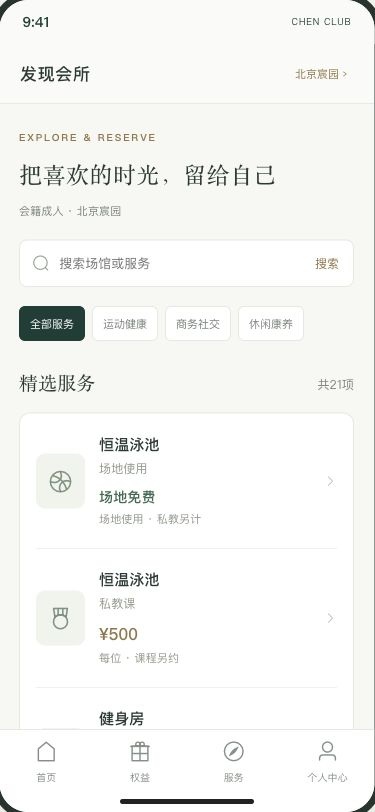 9:41
CHEN CLUB
发现会所
北京宸园 ›
EXPLORE & RESERVE
把喜欢的时光，留给自己
会籍成人 · 北京宸园
搜索场馆或服务
搜索
全部服务
运动健康
商务社交
休闲康养
精选服务
共21项
恒温泳池
场地使用
场地免费
场地使用 · 私教另计
恒温泳池
私教课
¥500
每位 · 课程另约
健身房
首页
权益
服务
个人中心